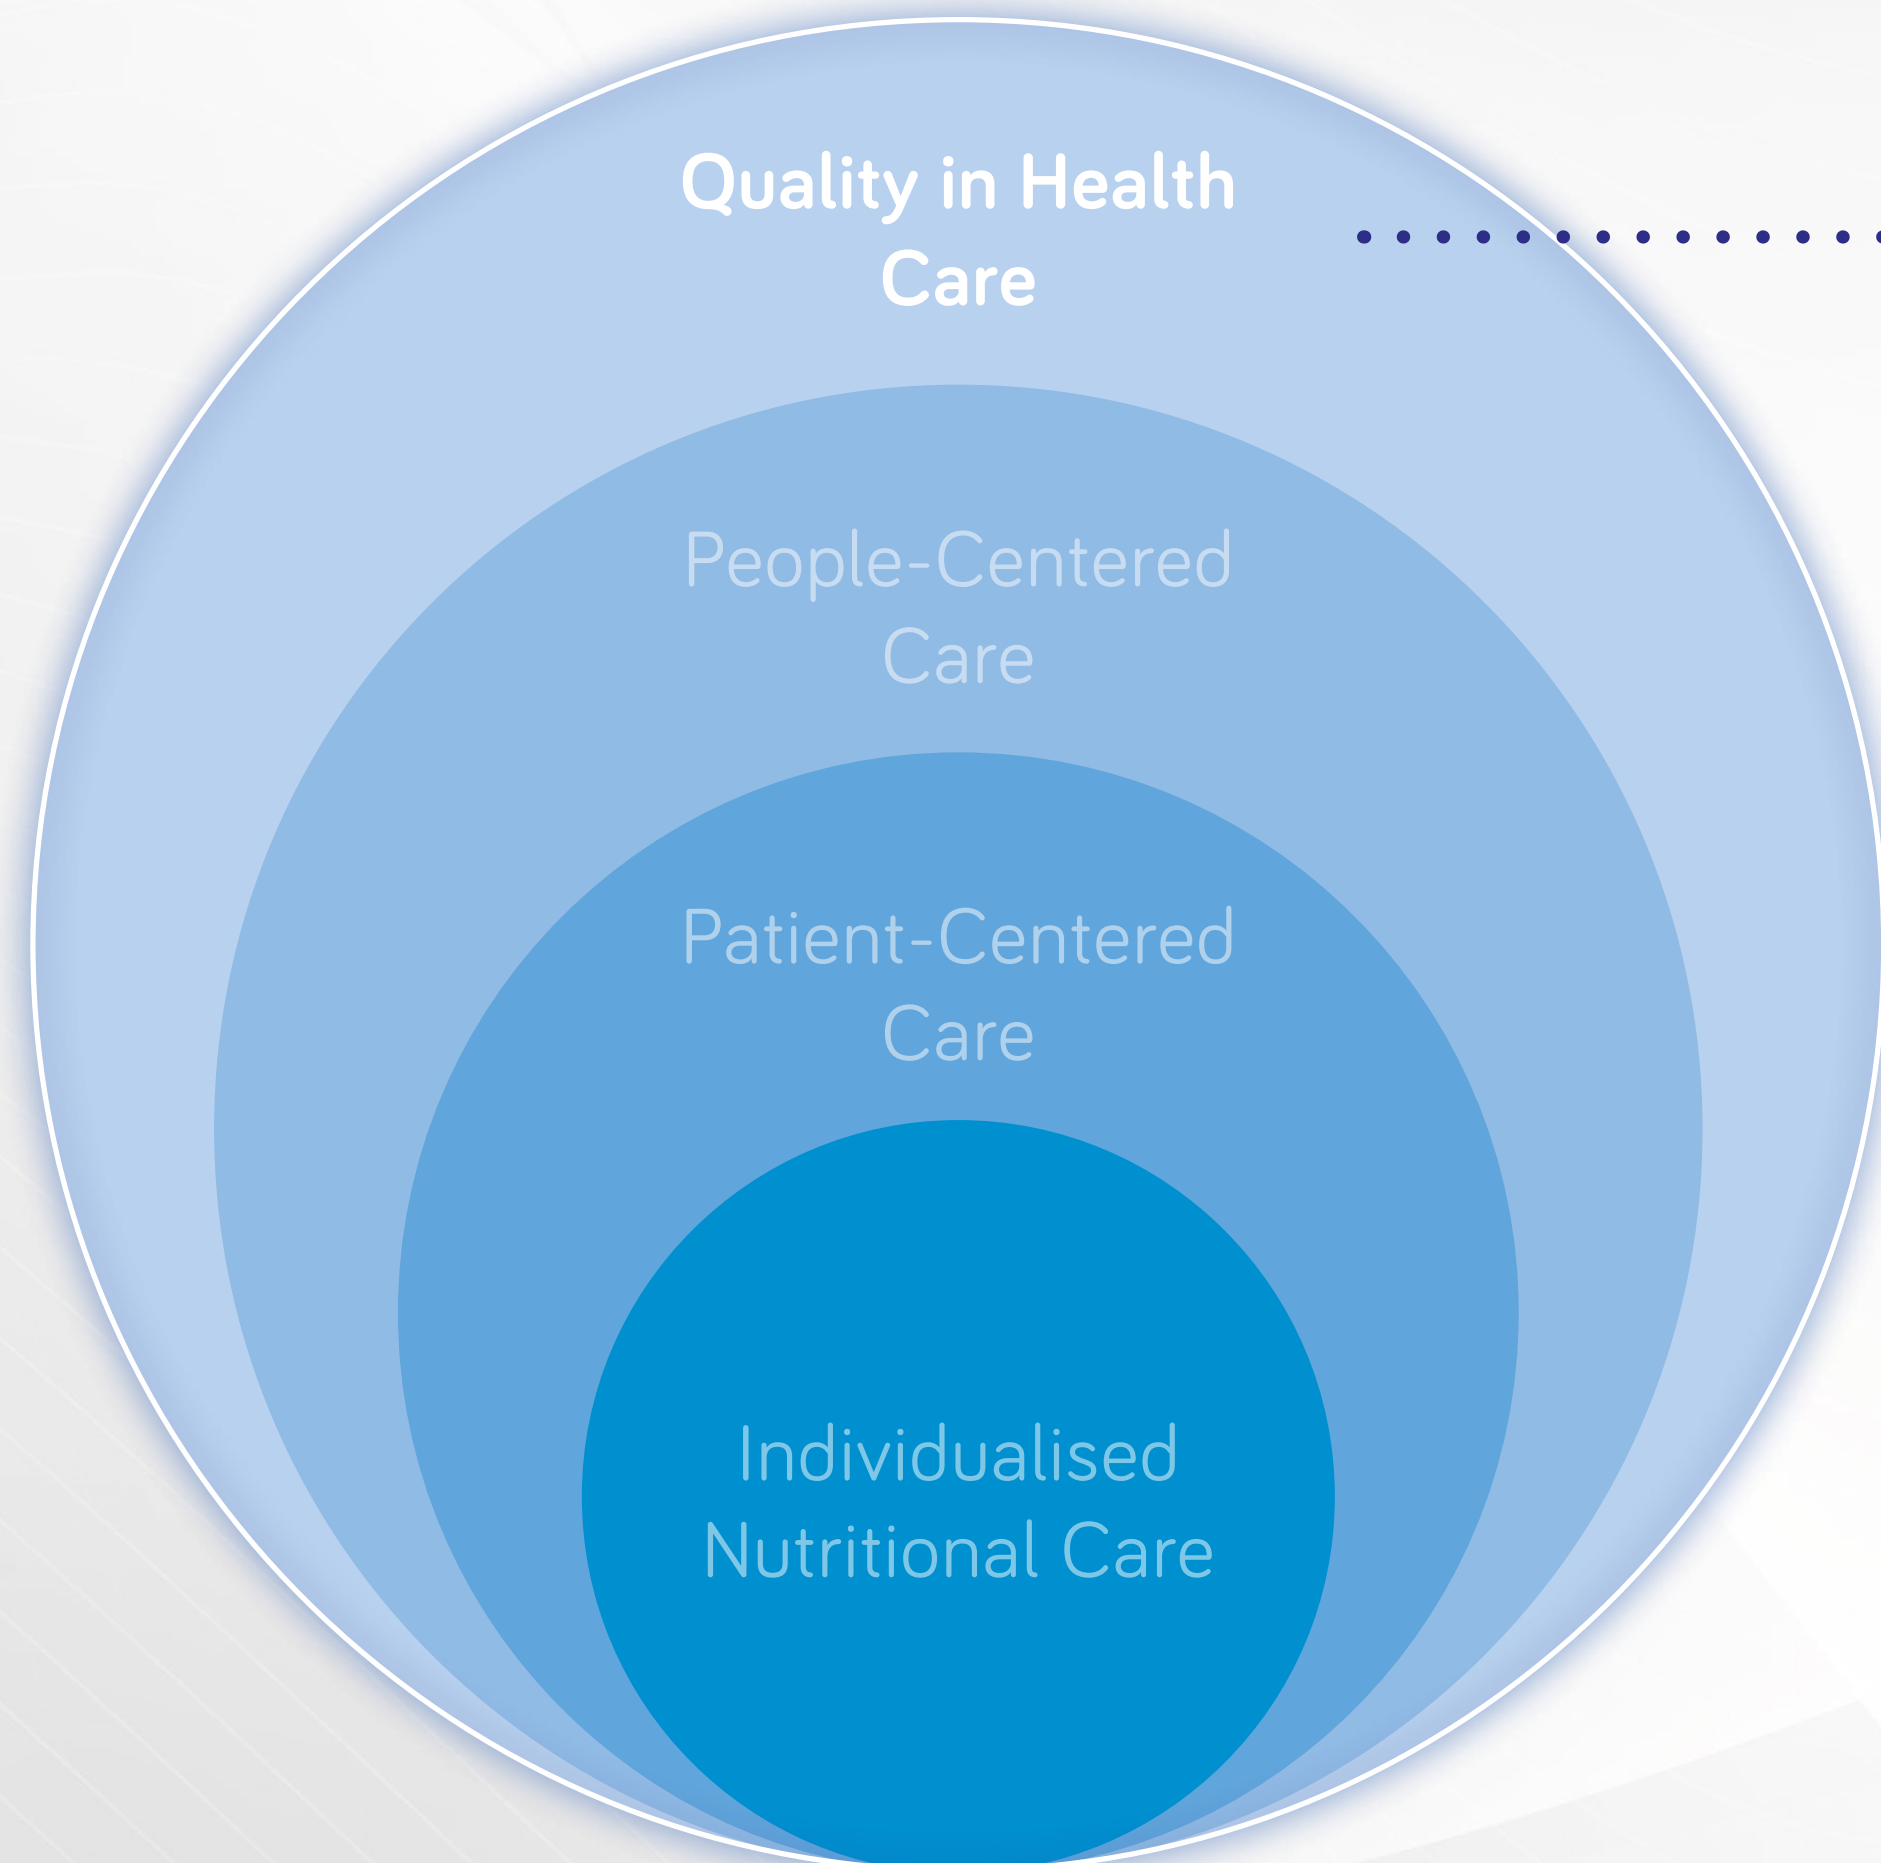 Quality in Health
Care
People-Centered
Care
Patient-Centered
Care
Individualised
Nutritional Care